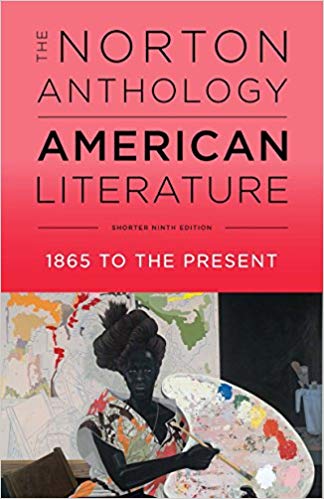 THE NORTON
ANTHOLOGY
AMERICAN
LITERATURE
SHORTER NINTH EDITION
1865 TO THE PRESENT